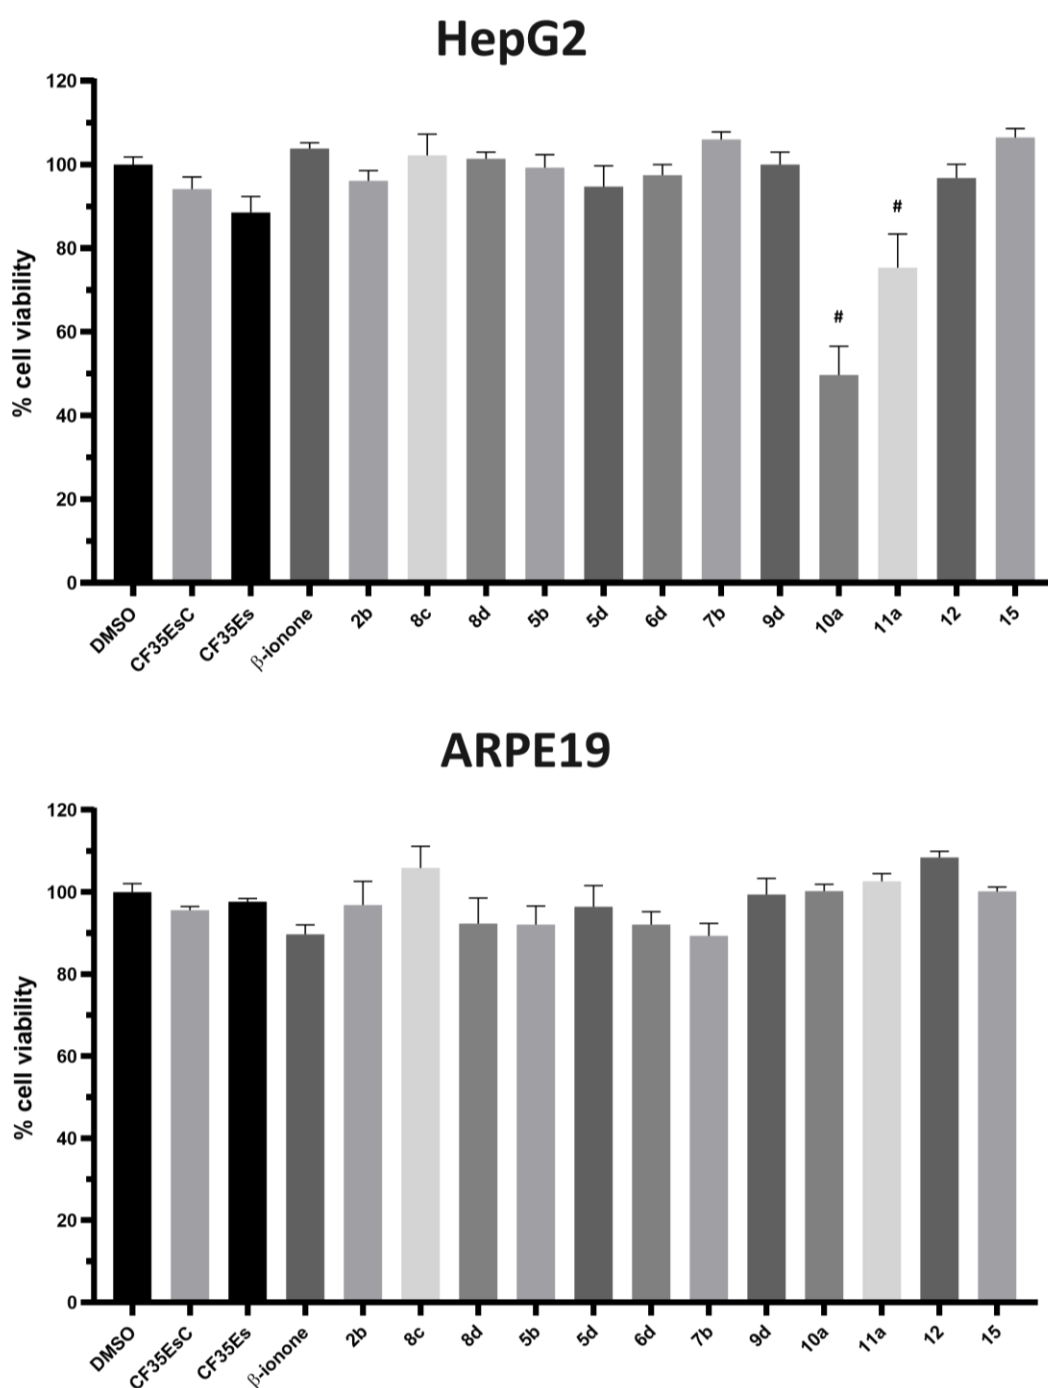 HepG2
% cell viability
120
100
80
60
40
20
0
#
#
DMSO
CF35EsC
CF35Es
β-ionone
2b
8c
8d
5b
5d
6d
7b
9d
10a
11a
12
15
ARPE19
% cell viability
120
100
80
60
40
20
0
DMSO
CF35EsC
CF35Es
β-ionone
2b
8c
8d
5b
5d
6d
7b
9d
10a
11a
12
15